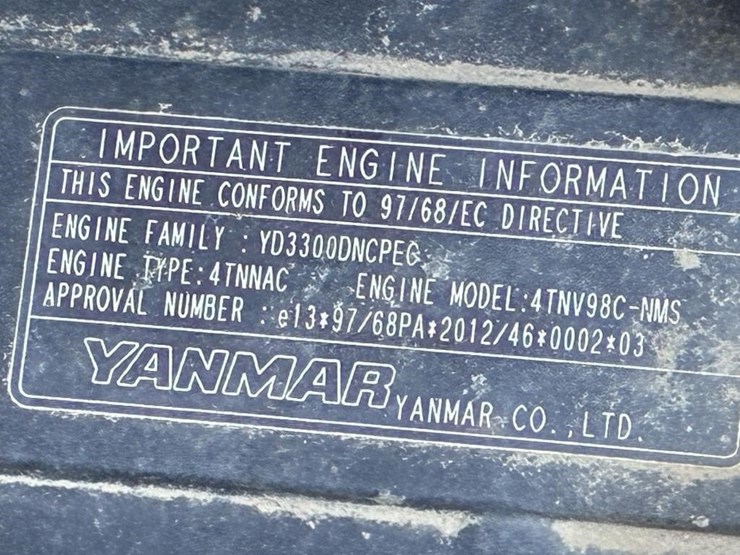 IMPORTANT ENGINE INFORMATION
THIS ENGINE CONFORMS TO 97/68/EC DIRECTIVE
ENGINE FAMILY : YD3300DNCPEG
ENGINE TYPE:4TNNAC ENGINE MODEL:4TNV98C-NMS
APPROVAL NUMBER : e13*97/68PA*2012/46*0002*03
YANMAR YANMAR CO.,LTD.